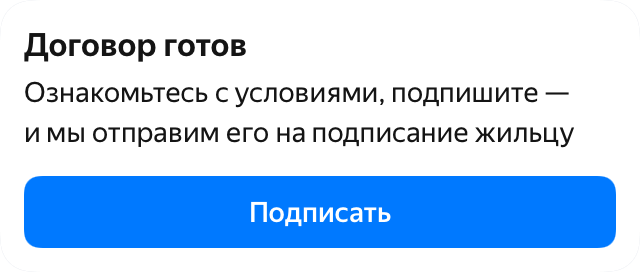 Договор готов
Ознакомьтесь с условиями, подпишите —
и мы отправим его на подписание жильцу
Подписать